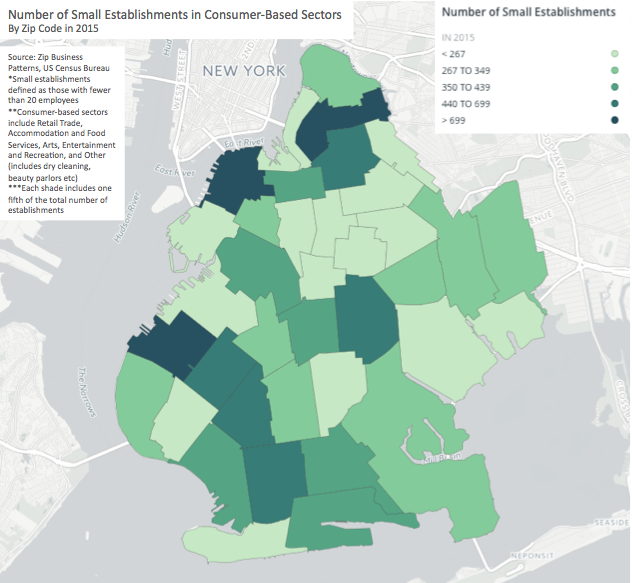 Number of Small Establishments in Consumer-Based Sectors
By Zip Code in 2015
Source: Zip Business
Patterns, US Census Bureau
*Small establishments
defined as those with fewer
than 20 employees
**Consumer-based sectors
include Retail Trade,
Accommodation and Food
Services, Arts, Entertainment
and Recreation, and Other
(includes dry cleaning,
beauty parlors etc)
***Each shade includes one
fifth of the total number of
establishments
Number of Small Establishments
IN 2015
< 267
267 TO 349
350 TO 439
440 TO 699
> 699
NEW YORK
WEST STREET
East River
East River
Hudson River
The Narrows
SEASIDE
NEPONSIT